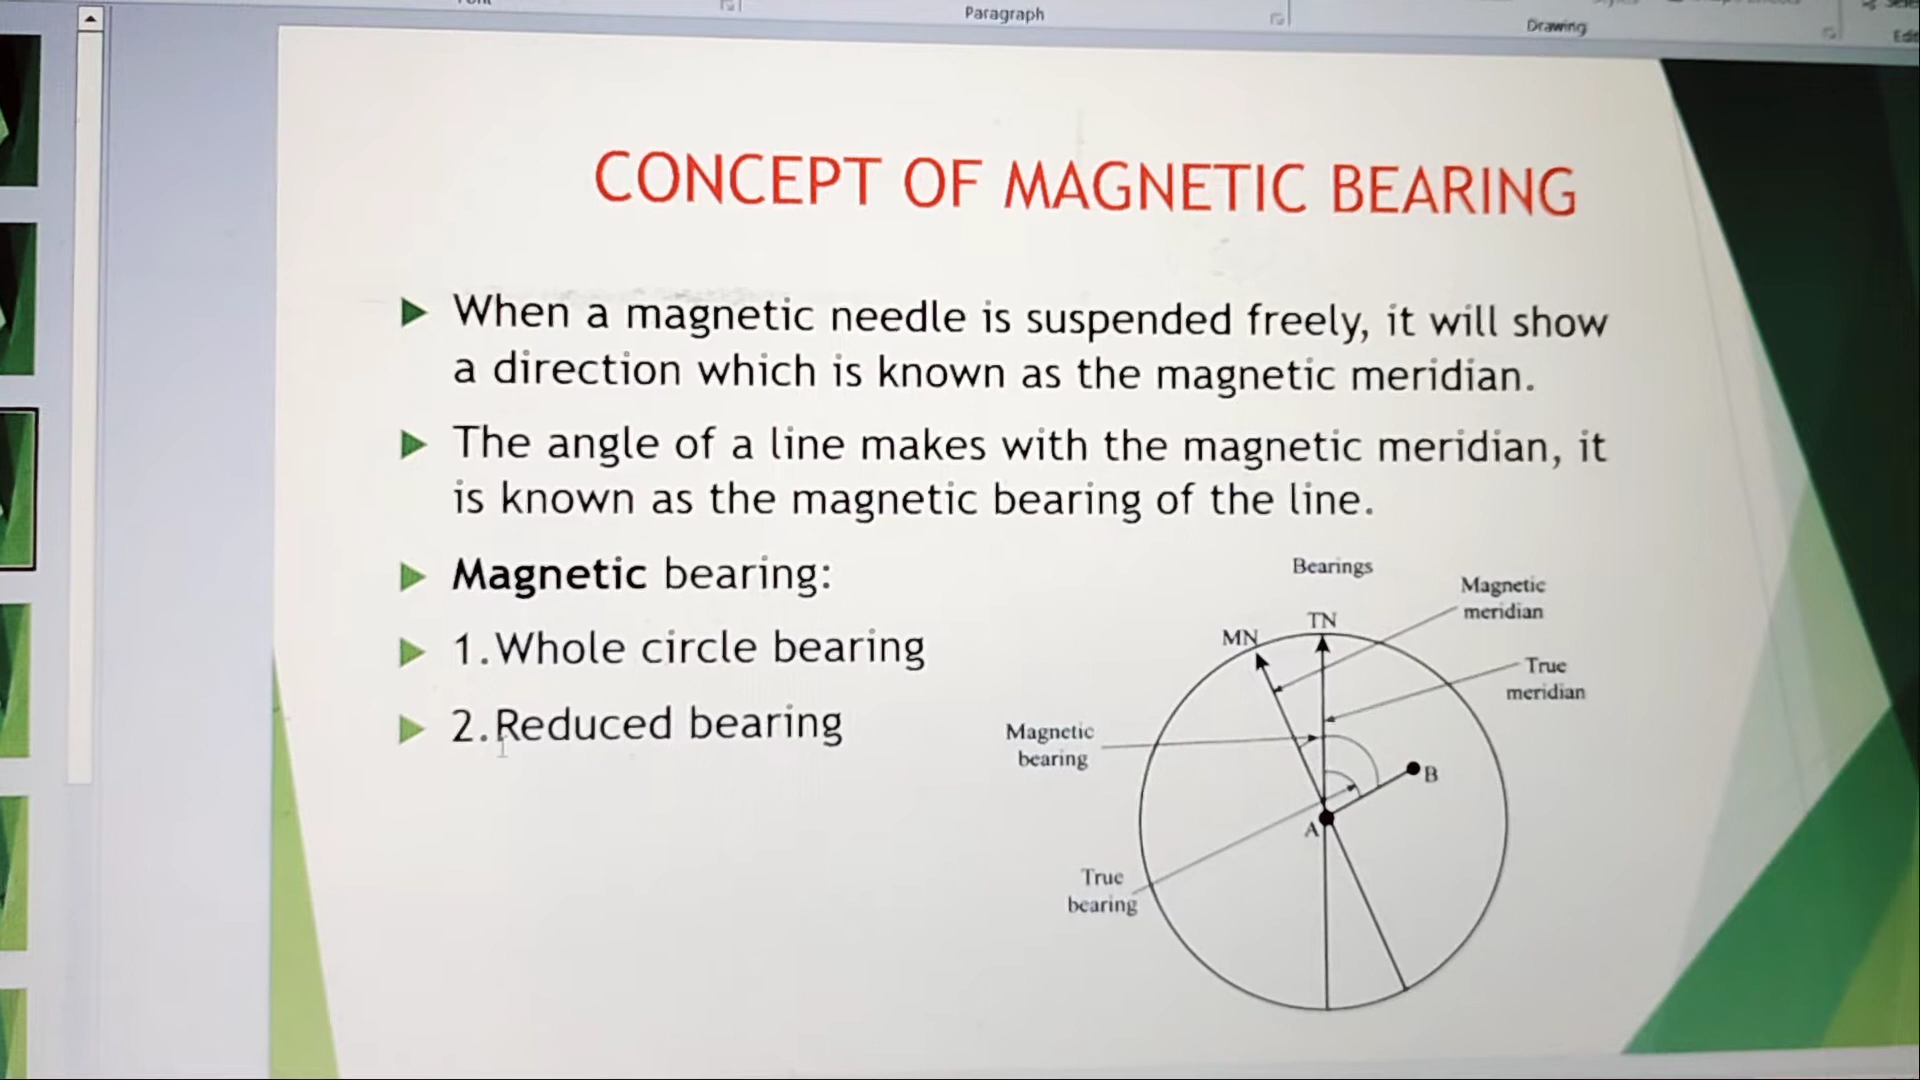 Paragraph
Drawing
CONCEPT OF MAGNETIC BEARING
When a magnetic needle is suspended freely, it will show
a direction which is known as the magnetic meridian.
The angle of a line makes with the magnetic meridian, it
is known as the magnetic bearing of the line.
Magnetic bearing:
1.Whole circle bearing
2.Reduced bearing
Bearings
Magnetic
meridian
TN
MN
True
meridian
Magnetic
bearing
B
A
True
bearing